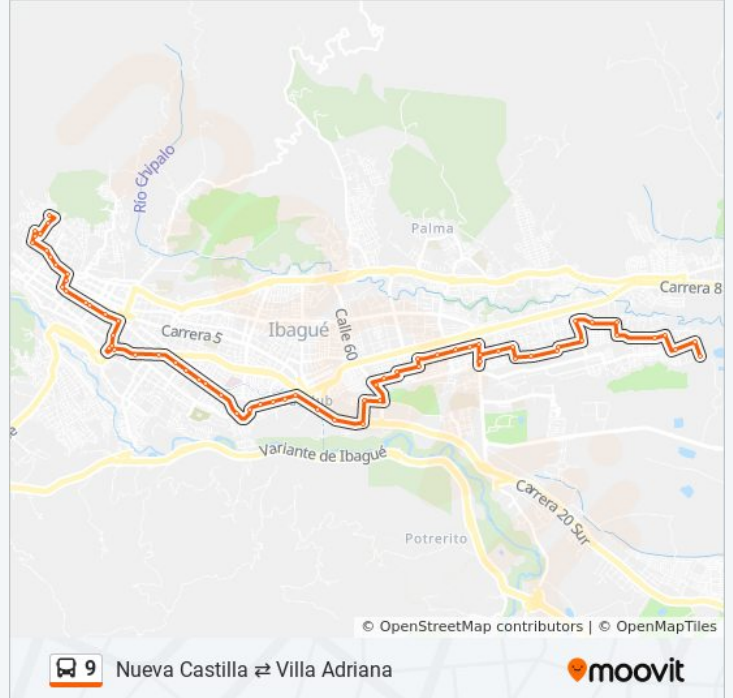 Río Chípalo
Palma
Carrera 8
Carrera 5
Ibagué
Calle 60
Variante de Ibagué
Carrera 20 Sur
Potrerito
© OpenStreetMap contributors | © OpenMapTiles
9 Nueva Castilla ⇄ Villa Adriana
moovit